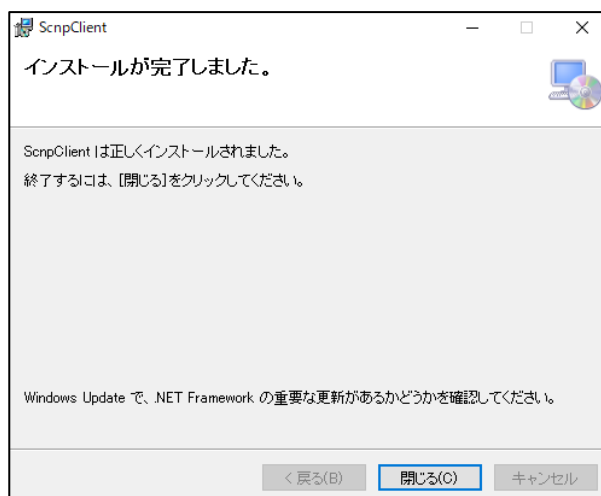 ScnpClient
インストールが完了しました。
ScnpClient は正しくインストールされました。
終了するには、[閉じる]をクリックしてください。
Windows Update で、.NET Framework の重要な更新があるかどうかを確認してください。
< 戻る(B)
閉じる(C)
キャンセル